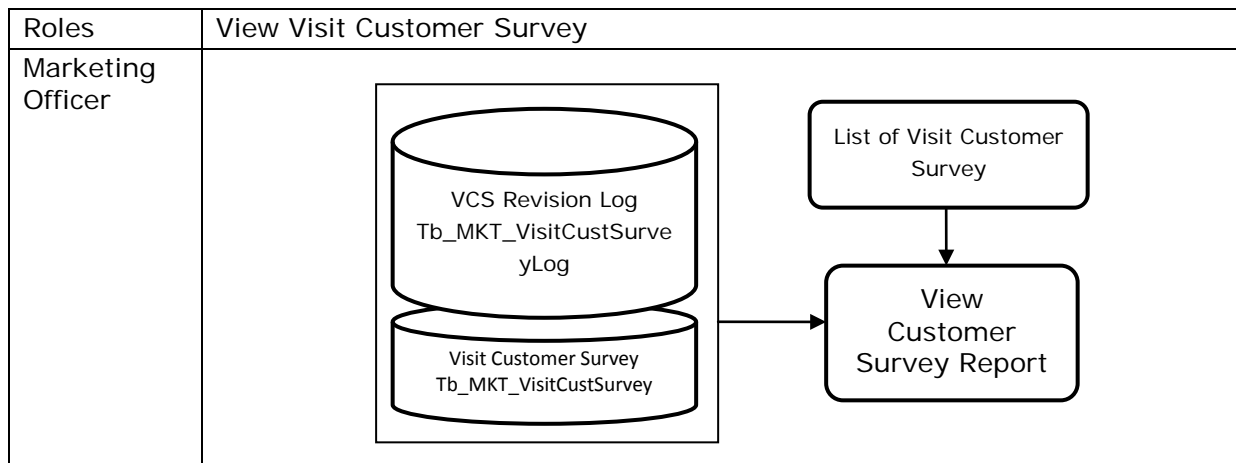 Roles
View Visit Customer Survey
Marketing
Officer
VCS Revision Log
Tb_MKT_VisitCustSurve
yLog
Visit Customer Survey
Tb_MKT_VisitCustSurvey
List of Visit Customer
Survey
View
Customer
Survey Report